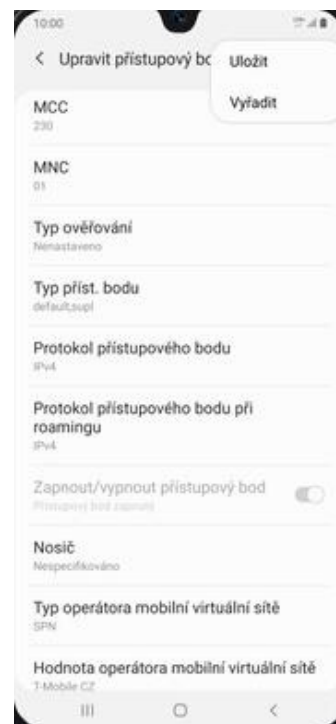 10:00
Upravit přístupový bo
Uložit
Vyřadit
MCC
230
MNC
01
Typ ověřování
Nenastaveno
Typ příst. bodu
default,supl
Protokol přístupového bodu
IPv4
Protokol přístupového bodu při
roamingu
IPv4
Zapnout/vypnout přístupový bod
Přístupový bod zapnutý
Nosič
Nespecifikováno
Typ operátora mobilní virtuální sítě
SPN
Hodnota operátora mobilní virtuální sítě
T-Mobile CZ